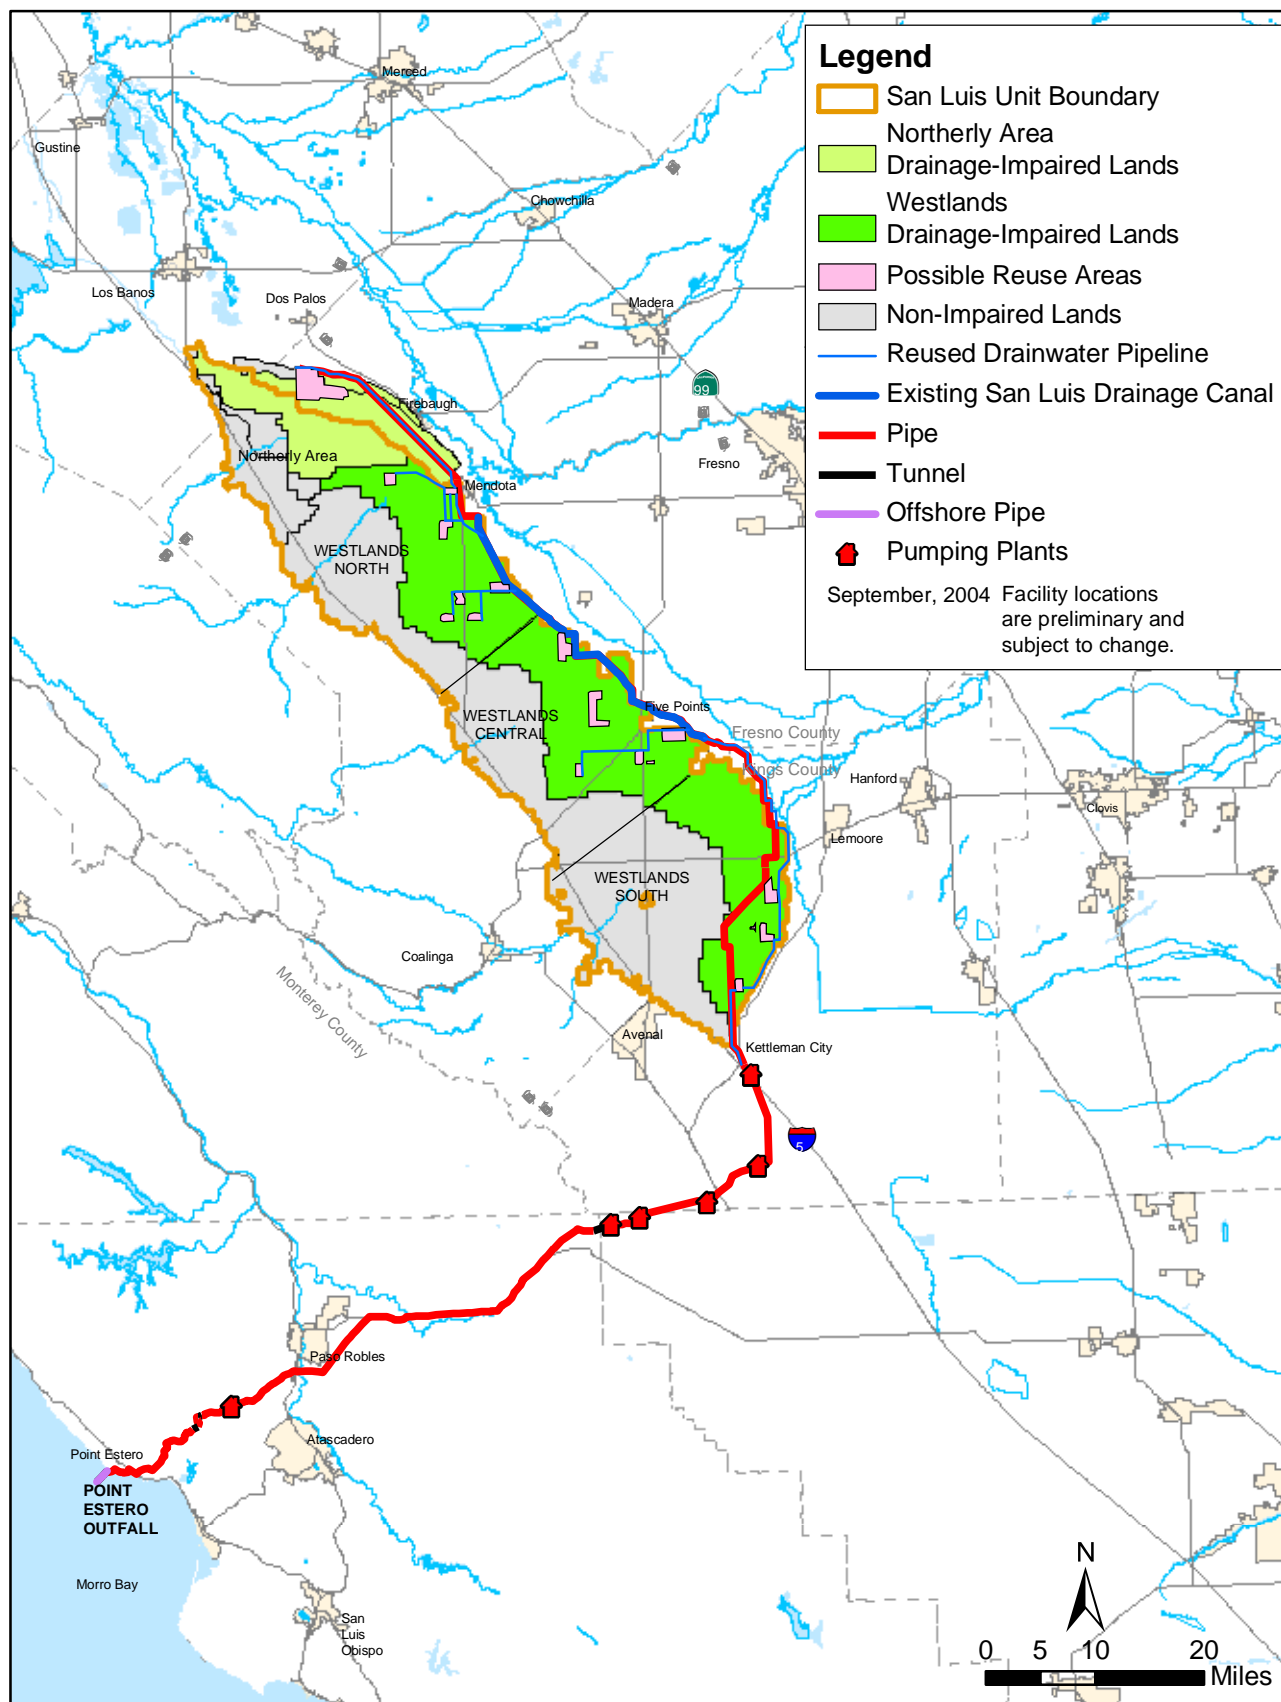 Legend
San Luis Unit Boundary
Northerly Area
Drainage-Impaired Lands
Westlands
Drainage-Impaired Lands
Possible Reuse Areas
Non-Impaired Lands
Reused Drainwater Pipeline
Existing San Luis Drainage Canal
Pipe
Tunnel
Offshore Pipe
Pumping Plants
September, 2004 Facility locations
are preliminary and
subject to change.
Merced
Gustine
Chowchilla
Los Banos
Dos Palos
Madera
99
Firebaugh
Fresno
Northerly Area
Mendota
WESTLANDS
NORTH
Five Points
WESTLANDS
CENTRAL
Fresno County
Kings County
Hanford
Clovis
Lemoore
WESTLANDS
SOUTH
Coalinga
Monterey County
Avenal
Kettleman City
5
Paso Robles
Atascadero
Point Estero
POINT
ESTERO
OUTFALL
Morro Bay
San
Luis
Obispo
N
0 5 10 20
Miles